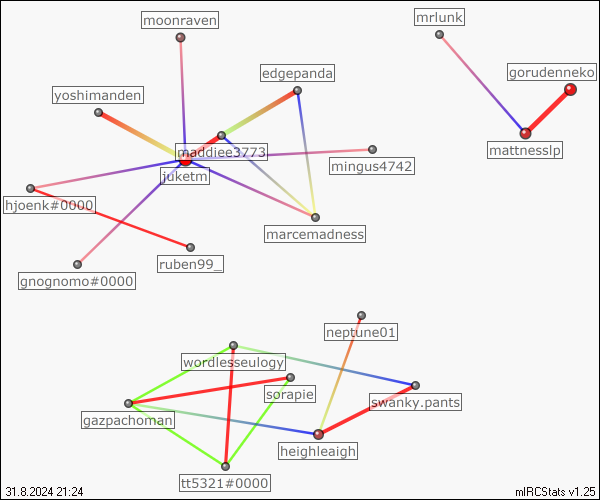 moonraven
mrlunk
edgepanda
gorudenneko
yoshimanden
maddiee3773
mattnesslp
mingus4742
juketm
hjoenk#0000
marcemadness
ruben99_
gnognomo#0000
neptune01
wordlesseulogy
sorapie
swanky.pants
gazpachoman
heighleaigh
tt5321#0000
31.8.2024 21:24
mIRCStats v1.25